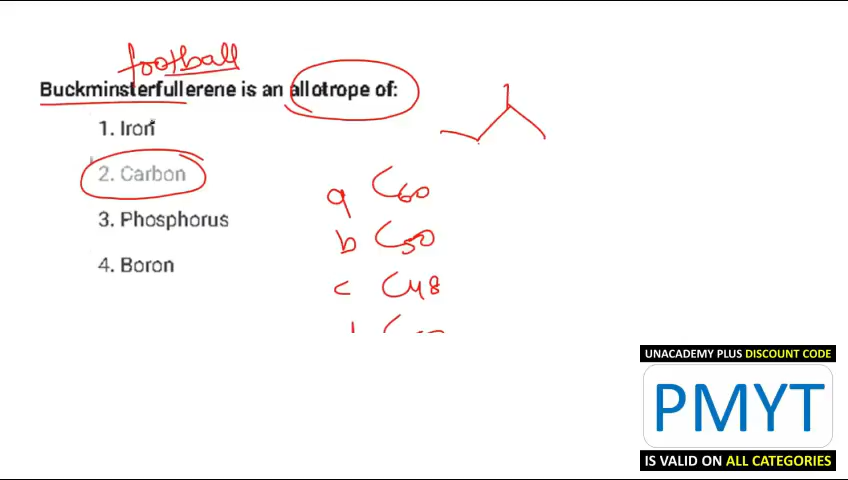 football
Buckminsterfullerene is an allotrope of:
1. Iron
2. Carbon
3. Phosphorus
4. Boron
a C60
b C50
c C48
UNACADEMY PLUS DISCOUNT CODE
PMYT
IS VALID ON ALL CATEGORIES